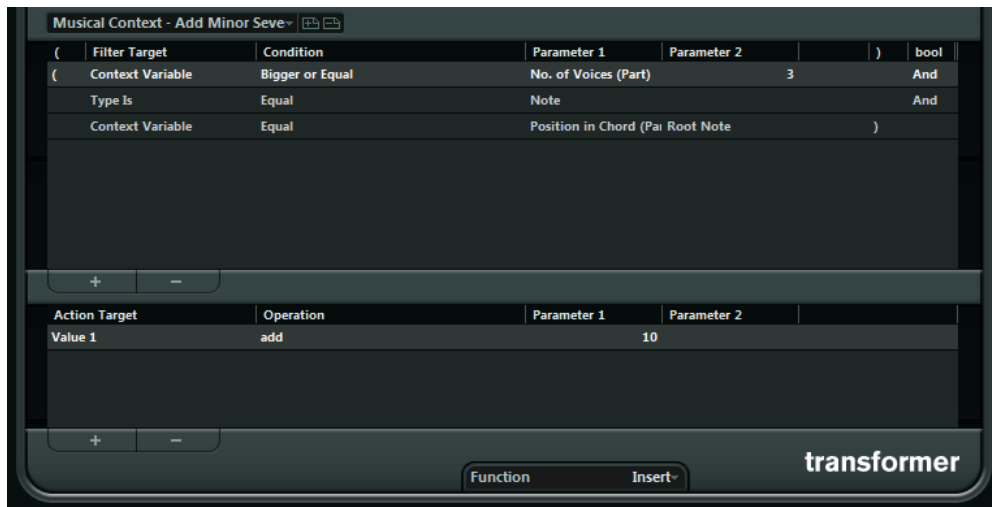 Musical Context - Add Minor Seve
( Filter Target Condition Parameter 1 Parameter 2 ) bool
( Context Variable Bigger or Equal No. of Voices (Part) 3 And
Type Is Equal Note And
Context Variable Equal Position in Chord (Pa Root Note )
+ −
Action Target Operation Parameter 1 Parameter 2
Value 1 add 10
+ −
transformer
Function Insert